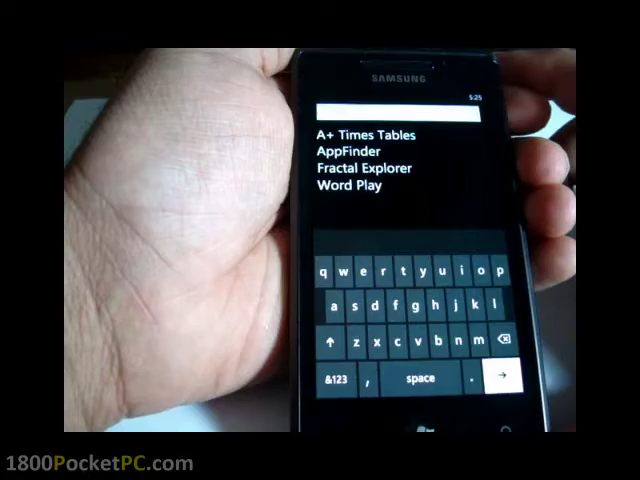 SAMSUNG
5:25
A+ Times Tables
AppFinder
Fractal Explorer
Word Play
q w e r t y u i o p
a s d f g h j k l
z x c v b n m
&123 , space .
1800PocketPC.com